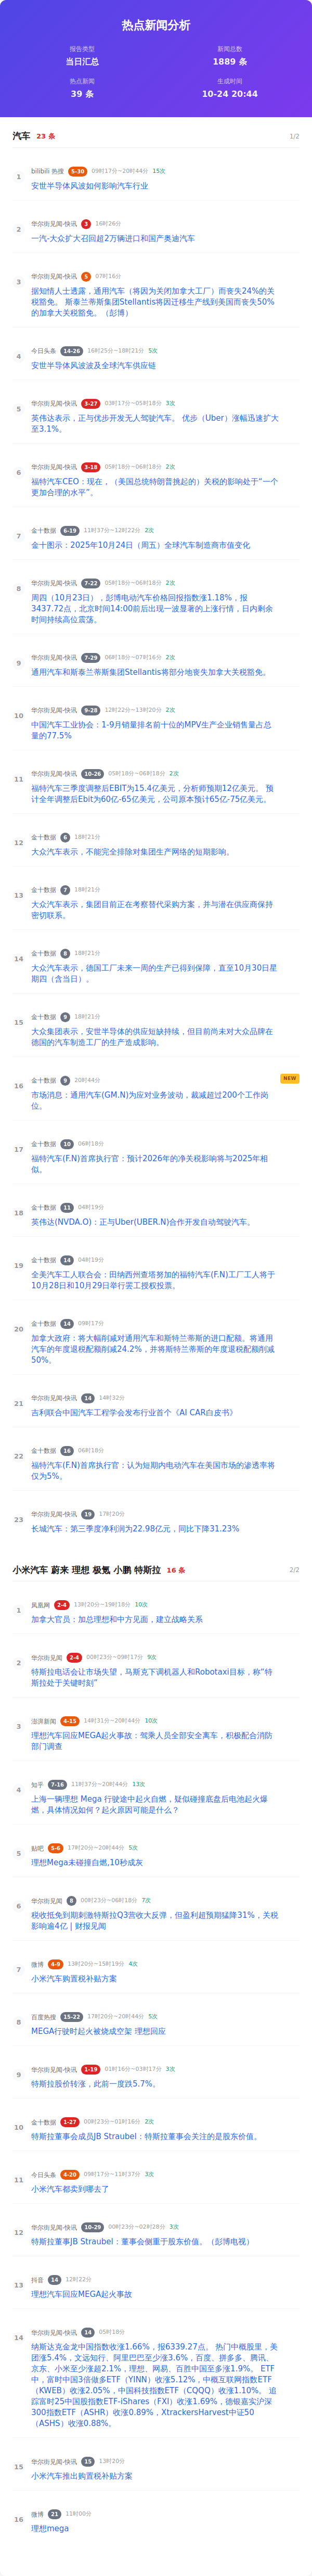 热点新闻分析
报告类型
新闻总数
当日汇总
1889 条
热点新闻
生成时间
39 条
10-24 20:44
汽车 23 条 1/2
1
bilibili 热搜 5-30 09时17分~20时44分 15次
安世半导体风波如何影响汽车行业
2
华尔街见闻-快讯 3 16时26分
一汽-大众扩大召回超2万辆进口和国产奥迪汽车
3
华尔街见闻-快讯 5 07时16分
据知情人士透露，通用汽车（将因为关闭加拿大工厂）而丧失24%的关
税豁免。 斯泰兰蒂斯集团Stellantis将因迁移生产线到美国而丧失50%
的加拿大关税豁免。（彭博）
4
今日头条 14-26 16时25分~18时21分 5次
安世半导体风波波及全球汽车供应链
5
华尔街见闻-快讯 3-27 03时17分~05时18分 3次
英伟达表示，正与优步开发无人驾驶汽车。 优步（Uber）涨幅迅速扩大
至3.1%。
6
华尔街见闻-快讯 3-18 05时18分~06时18分 2次
福特汽车CEO：现在，（美国总统特朗普挑起的）关税的影响处于“一个
更加合理的水平”。
7
金十数据 6-19 11时37分~12时22分 2次
金十图示：2025年10月24日（周五）全球汽车制造商市值变化
8
华尔街见闻-快讯 7-22 05时18分~06时18分 2次
周四（10月23日），彭博电动汽车价格回报指数涨1.18%，报
3437.72点，北京时间14:00前后出现一波显著的上涨行情，日内剩余
时间持续高位震荡。
9
华尔街见闻-快讯 7-29 06时18分~07时16分 2次
通用汽车和斯泰兰蒂斯集团Stellantis将部分地丧失加拿大关税豁免。
10
华尔街见闻-快讯 9-28 12时22分~13时20分 2次
中国汽车工业协会：1-9月销量排名前十位的MPV生产企业销售量占总
量的77.5%
11
华尔街见闻-快讯 10-26 05时18分~06时18分 2次
福特汽车三季度调整后EBIT为15.4亿美元，分析师预期12亿美元。 预
计全年调整后Ebit为60亿-65亿美元，公司原本预计65亿-75亿美元。
12
金十数据 6 18时21分
大众汽车表示，不能完全排除对集团生产网络的短期影响。
13
金十数据 7 18时21分
大众汽车表示，集团目前正在考察替代采购方案，并与潜在供应商保持
密切联系。
14
金十数据 8 18时21分
大众汽车表示，德国工厂未来一周的生产已得到保障，直至10月30日星
期四（含当日）。
15
金十数据 9 18时21分
大众集团表示，安世半导体的供应短缺持续，但目前尚未对大众品牌在
德国的汽车制造工厂的生产造成影响。
16
金十数据 9 20时44分 NEW
市场消息：通用汽车(GM.N)为应对业务波动，裁减超过200个工作岗
位。
17
金十数据 10 06时18分
福特汽车(F.N)首席执行官：预计2026年的净关税影响将与2025年相
似。
18
金十数据 11 04时19分
英伟达(NVDA.O)：正与Uber(UBER.N)合作开发自动驾驶汽车。
19
金十数据 14 04时19分
全美汽车工人联合会：田纳西州查塔努加的福特汽车(F.N)工厂工人将于
10月28日和10月29日举行罢工授权投票。
20
金十数据 14 09时17分
加拿大政府：将大幅削减对通用汽车和斯特兰蒂斯的进口配额。将通用
汽车的年度退税配额削减24.2%，并将斯特兰蒂斯的年度退税配额削减
50%。
21
华尔街见闻-快讯 14 14时32分
吉利联合中国汽车工程学会发布行业首个《AI CAR白皮书》
22
金十数据 16 06时18分
福特汽车(F.N)首席执行官：认为短期内电动汽车在美国市场的渗透率将
仅为5%。
23
华尔街见闻-快讯 19 17时20分
长城汽车：第三季度净利润为22.98亿元，同比下降31.23%
小米汽车 蔚来 理想 极氪 小鹏 特斯拉 16 条 2/2
1
凤凰网 2-4 13时20分~19时18分 10次
加拿大官员：加总理想和中方见面，建立战略关系
2
华尔街见闻 2-4 00时23分~09时17分 9次
特斯拉电话会让市场失望，马斯克下调机器人和Robotaxi目标，称“特
斯拉处于关键时刻”
3
澎湃新闻 4-15 14时31分~20时44分 10次
理想汽车回应MEGA起火事故：驾乘人员全部安全离车，积极配合消防
部门调查
4
知乎 7-16 11时37分~20时44分 13次
上海一辆理想 Mega 行驶途中起火自燃，疑似碰撞底盘后电池起火爆
燃，具体情况如何？起火原因可能是什么？
5
贴吧 5-6 17时20分~20时44分 5次
理想Mega未碰撞自燃,10秒成灰
6
华尔街见闻 8 00时23分~06时18分 7次
税收抵免到期刺激特斯拉Q3营收大反弹，但盈利超预期猛降31%，关税
影响逾4亿 | 财报见闻
7
微博 4-9 13时20分~15时19分 4次
小米汽车购置税补贴方案
8
百度热搜 15-22 17时20分~20时44分 5次
MEGA行驶时起火被烧成空架 理想回应
9
华尔街见闻-快讯 1-19 01时16分~03时17分 3次
特斯拉股价转涨，此前一度跌5.7%。
10
金十数据 1-27 00时23分~01时16分 2次
特斯拉董事会成员JB Straubel：特斯拉董事会关注的是股东价值。
11
今日头条 4-20 09时17分~11时37分 3次
小米汽车都卖到哪去了
12
华尔街见闻-快讯 10-29 00时23分~02时28分 3次
特斯拉董事JB Straubel：董事会侧重于股东价值。（彭博电视）
13
抖音 14 12时22分
理想汽车回应MEGA起火事故
14
华尔街见闻-快讯 14 05时18分
纳斯达克金龙中国指数收涨1.66%，报6339.27点。 热门中概股里，美
团涨5.4%，文远知行、阿里巴巴至少涨3.6%，百度、拼多多、腾讯、
京东、小米至少涨超2.1%，理想、网易、百胜中国至多涨1.9%。 ETF
中，富时中国3倍做多ETF（YINN）收涨5.12%，中概互联网指数ETF
（KWEB）收涨2.05%，中国科技指数ETF（CQQQ）收涨1.10%。 追
踪富时25中国股指数ETF-iShares（FXI）收涨1.69%，德银嘉实沪深
300指数ETF（ASHR）收涨0.89%，XtrackersHarvest中证50
（ASHS）收涨0.88%。
15
华尔街见闻-快讯 15 13时20分
小米汽车推出购置税补贴方案
16
微博 21 11时00分
理想mega